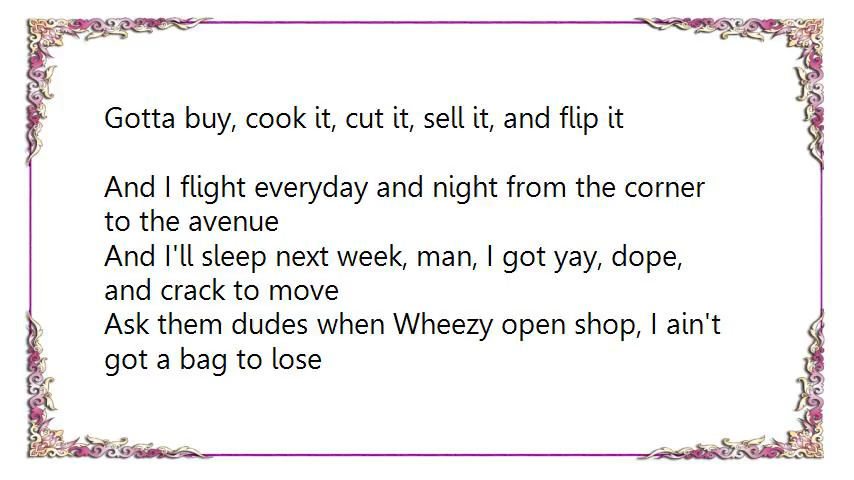 Gotta buy, cook it, cut it, sell it, and flip it
And I flight everyday and night from the corner
to the avenue
And I'll sleep next week, man, I got yay, dope,
and crack to move
Ask them dudes when Wheezy open shop, I ain't
got a bag to lose